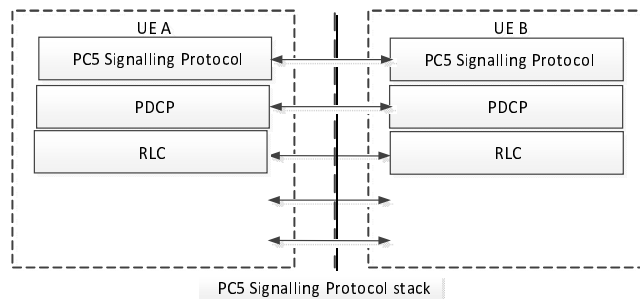 UE A
UE B
PC5 Signalling Protocol
PC5 Signalling Protocol
PDCP
PDCP
RLC
RLC
PC5 Signalling Protocol stack